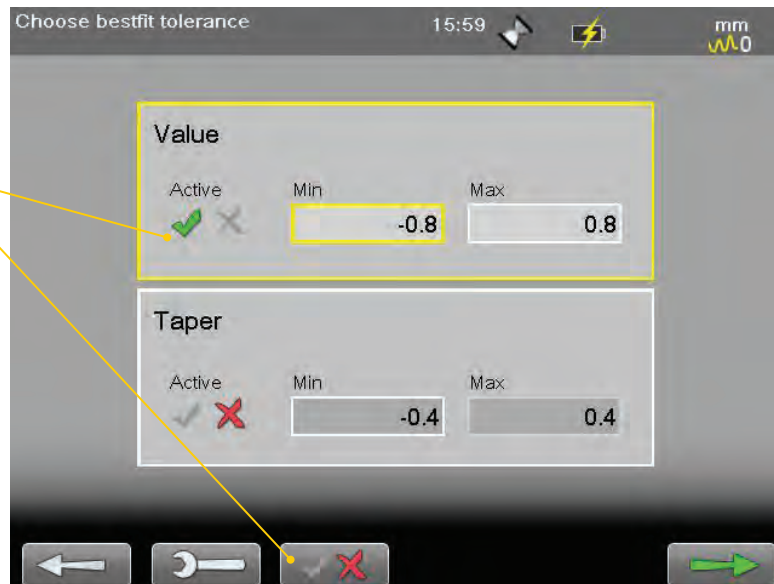 Choose bestfit tolerance 15:59 mm
0
Value
Active Min Max
-0.8 0.8
Taper
Active Min Max
-0.4 0.4